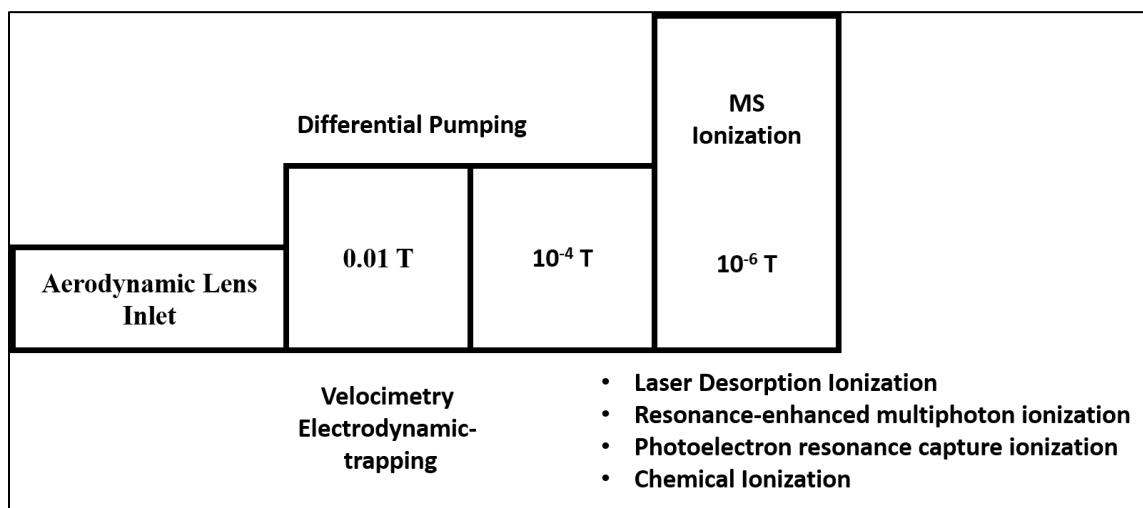 MS
Ionization
Differential Pumping
Aerodynamic Lens
Inlet
0.01 T
10⁻⁴ T
10⁻⁶ T
Velocimetry
Electrodynamic-
trapping
• Laser Desorption Ionization
• Resonance-enhanced multiphoton ionization
• Photoelectron resonance capture ionization
• Chemical Ionization